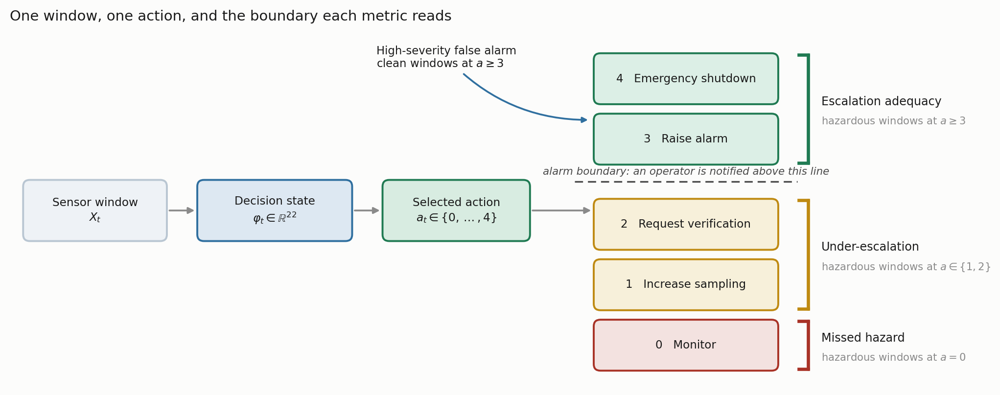 One window, one action, and the boundary each metric reads
High-severity false alarm
clean windows at a ≥ 3
4 Emergency shutdown
3 Raise alarm
Escalation adequacy
hazardous windows at a ≥ 3
alarm boundary: an operator is notified above this line
Sensor window
Xₜ
Decision state
φₜ ∈ ℝ²²
Selected action
aₜ ∈ {0, … , 4}
2 Request verification
1 Increase sampling
Under-escalation
hazardous windows at a ∈ {1, 2}
0 Monitor
Missed hazard
hazardous windows at a = 0